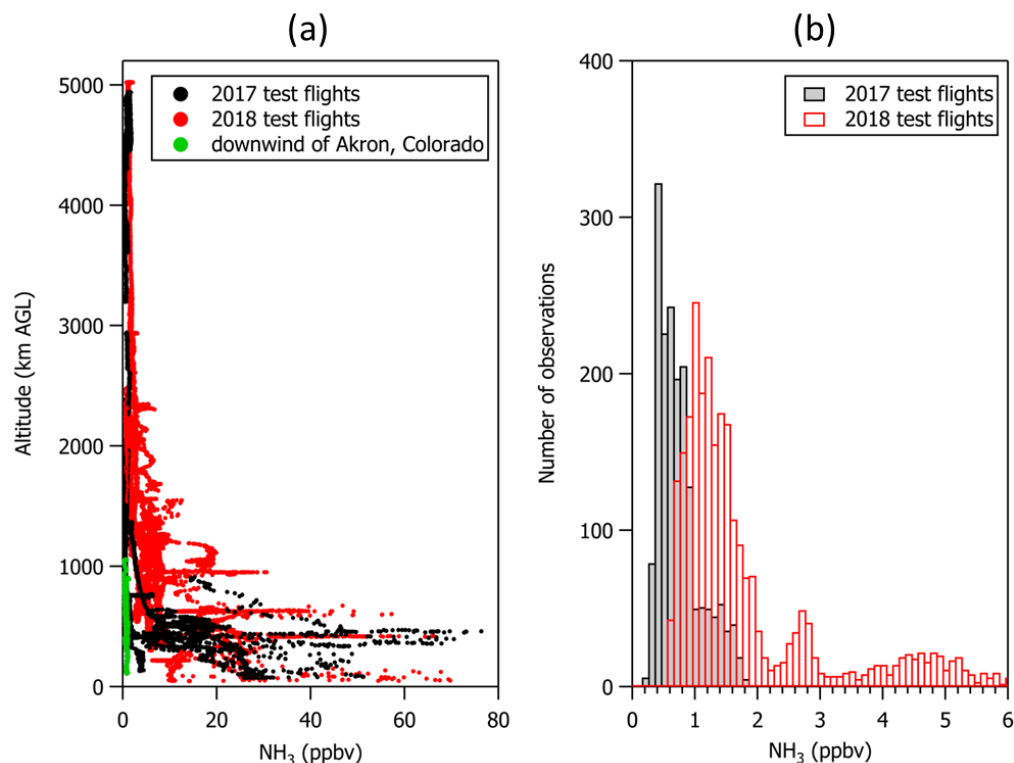 (a)
5000
4000
3000
2000
1000
0
Altitude (km AGL)
2017 test flights
2018 test flights
downwind of Akron, Colorado
0
20
40
60
80
NH₃ (ppbv)
(b)
400
300
200
100
0
Number of observations
2017 test flights
2018 test flights
0
1
2
3
4
5
6
NH₃ (ppbv)